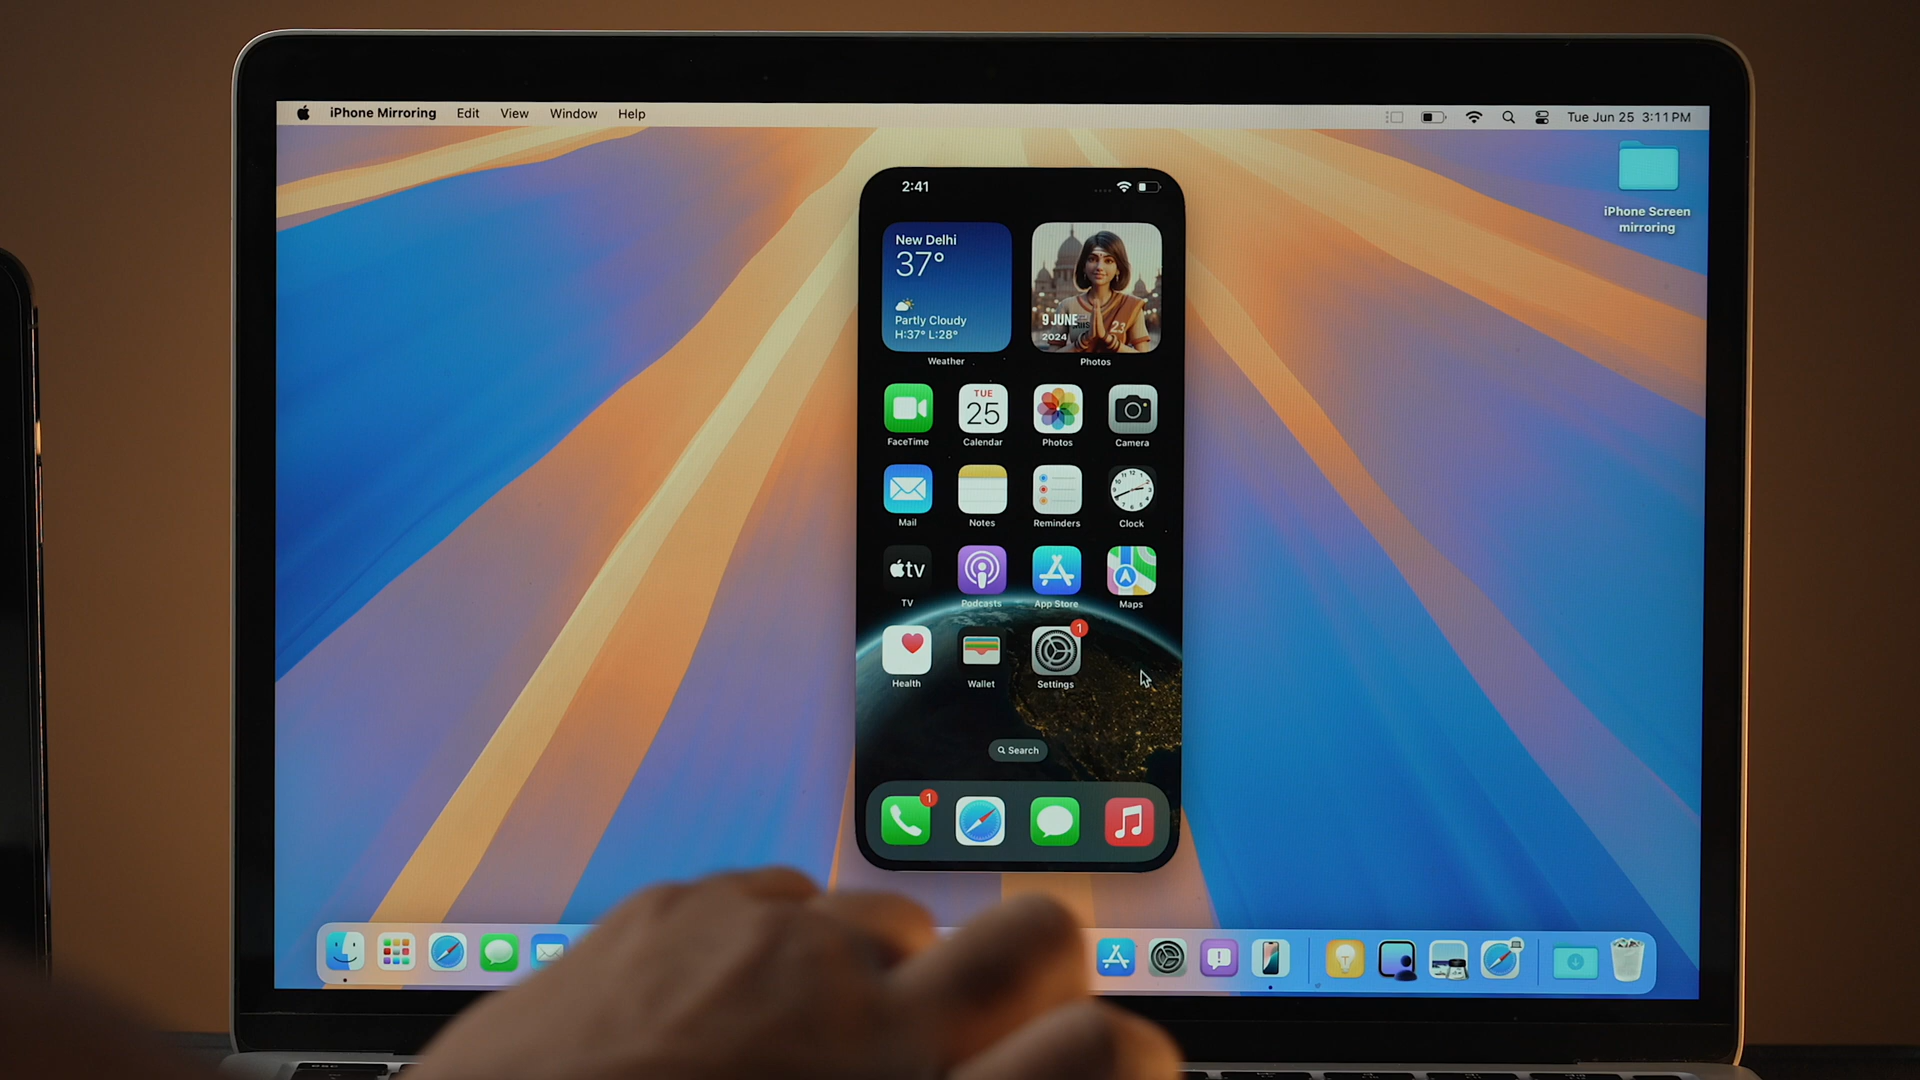 iPhone Mirroring Edit View Window Help
Tue Jun 25 3:11 PM
iPhone Screen
mirroring
2:41
New Delhi
37°
Partly Cloudy
H:37° L:28°
Weather
9 JUNE
23
2024
Photos
TUE
25
FaceTime Calendar Photos Camera
Mail Notes Reminders Clock
tv
TV Podcasts App Store Maps
1
Health Wallet Settings
Search
1